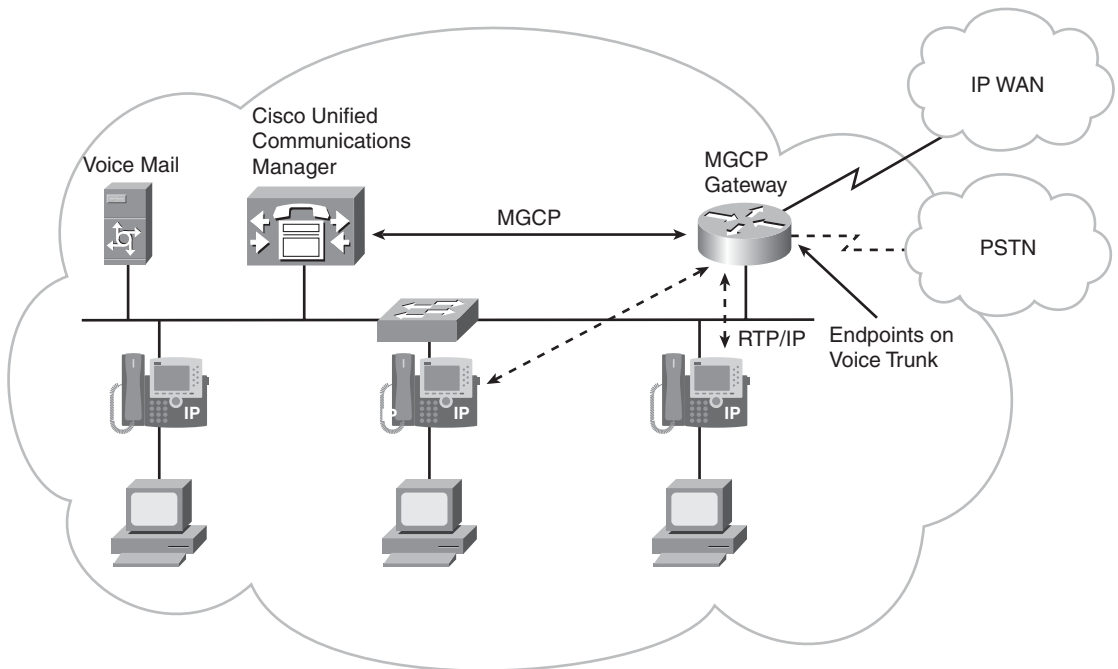 IP WAN
Cisco Unified
Communications
Manager
Voice Mail
MGCP
Gateway
MGCP
PSTN
RTP/IP
Endpoints on
Voice Trunk
IP
P
IP
IP